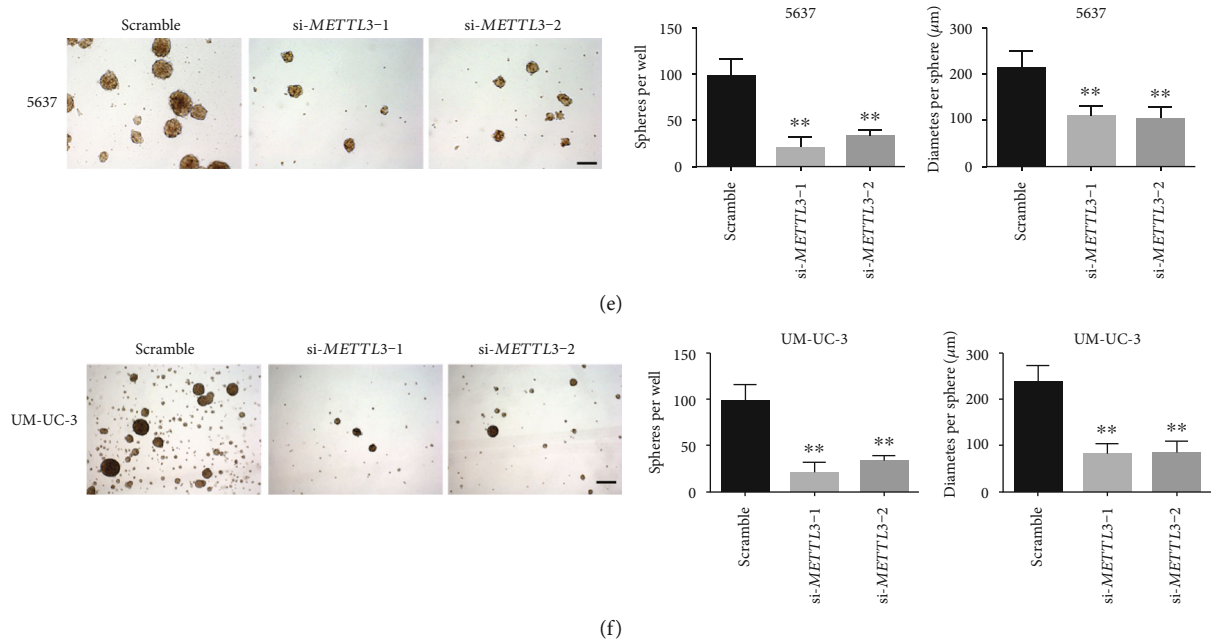 Scramble
si-METTL3-1
si-METTL3-2
5637
5637
Spheres per well
150
100
50
0
**
**
Scramble
si-METTL3-1
si-METTL3-2
5637
Diametes per sphere (μm)
300
200
100
0
**
**
Scramble
si-METTL3-1
si-METTL3-2
(e)
Scramble
si-METTL3-1
si-METTL3-2
UM-UC-3
UM-UC-3
Spheres per well
150
100
50
0
**
**
Scramble
si-METTL3-1
si-METTL3-2
UM-UC-3
Diametes per sphere (μm)
300
200
100
0
**
**
Scramble
si-METTL3-1
si-METTL3-2
(f)